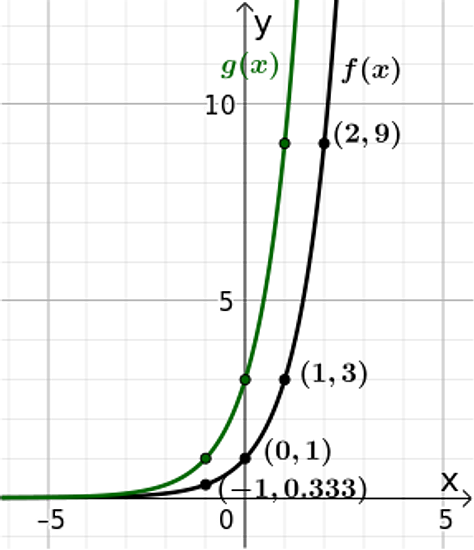 y
g(x)
f(x)
10
(2, 9)
5
(1, 3)
(0, 1)
(−1, 0.333)
x
−5
0
5